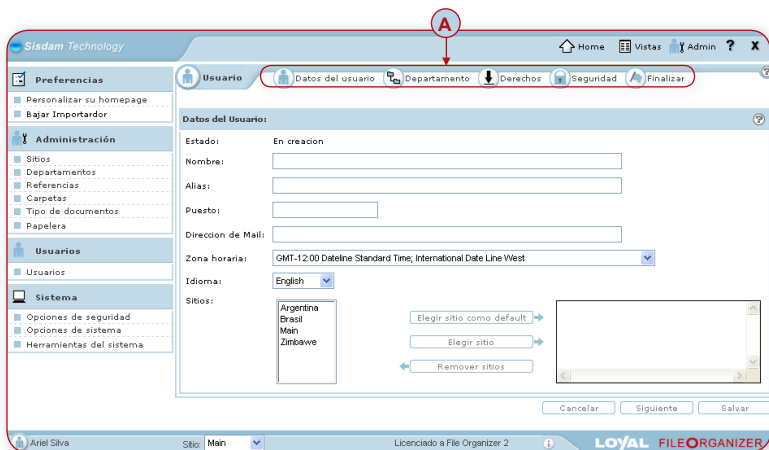 A
Sisdam Technology
Home Vistas Admin ? X
Preferencias
Personalizar su homepage
Bajar Importardor
Administración
Sitios
Departamentos
Referencias
Carpetas
Tipo de documentos
Papelera
Usuarios
Usuarios
Sistema
Opciones de seguridad
Opciones de sistema
Herramientas del sistema
Usuario Datos del usuario Departamento Derechos Seguridad Finalizar ?
Datos del Usuario: ?
Estado: En creacion
Nombre:
Alias:
Puesto:
Direccion de Mail:
Zona horaria: GMT-12:00 Dateline Standard Time; International Date Line West
Idioma: English
Sitios:
Argentina
Brasil
Main
Zimbawe
Elegir sitio como default
Elegir sitio
Remover sitios
Cancelar Siguiente Salvar
Ariel Silva Sitio: Main Licenciado a File Organizer 2 i LOYAL FILEORGANIZER